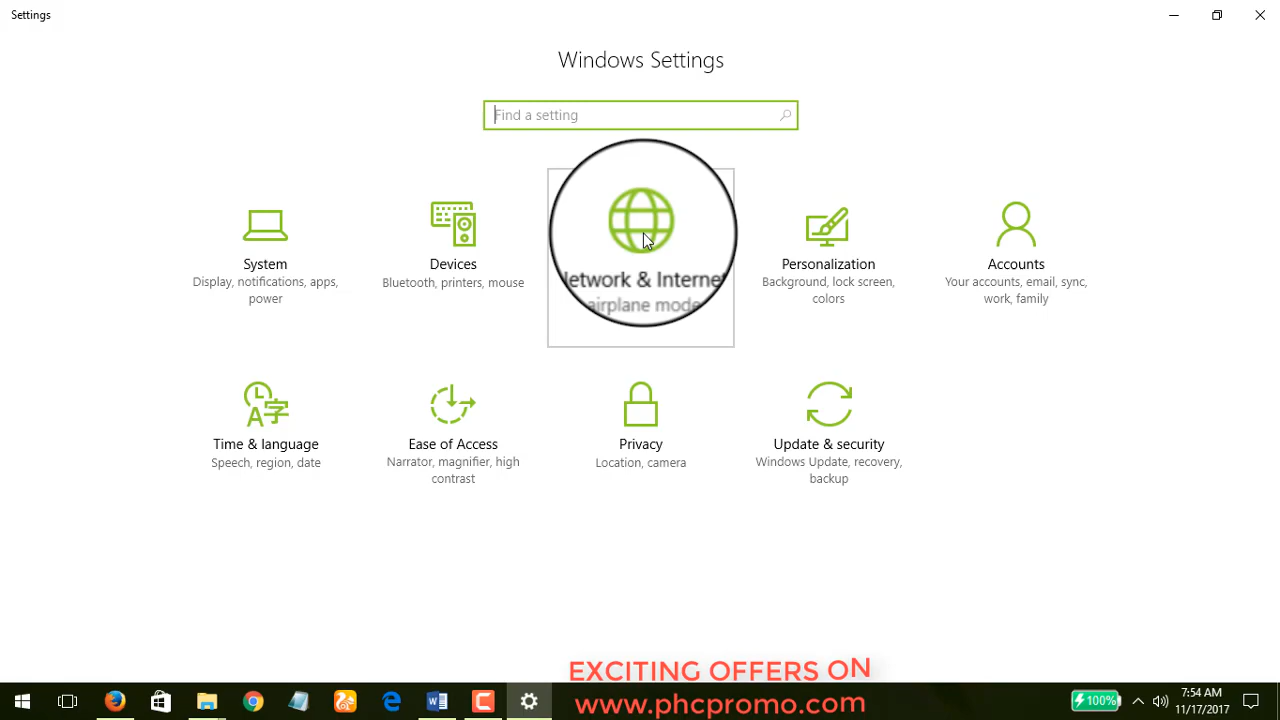 Settings
Windows Settings
Find a setting
System
Display, notifications, apps,
power
Devices
Bluetooth, printers, mouse
etwork & Interne
airplane mode
Personalization
Background, lock screen,
colors
Accounts
Your accounts, email, sync,
work, family
Time & language
Speech, region, date
Ease of Access
Narrator, magnifier, high
contrast
Privacy
Location, camera
Update & security
Windows Update, recovery,
backup
EXCITING OFFERS ON
www.phcpromo.com
100%
7:54 AM
11/17/2017